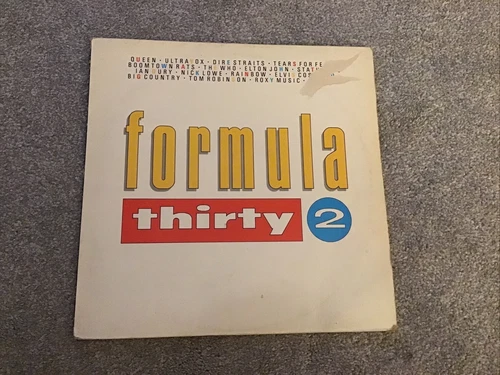 QUEEN · ULTRAVOX · DIRE STRAITS · TEARS FOR FE
BOOMTOWN RATS · THE WHO · ELTON JOHN · STAT
IAN DURY · NICK LOWE · RAINBOW · ELVIS CO
BIG COUNTRY · TOM ROBINSON · ROXY MUSIC ·
formula
thirty 2